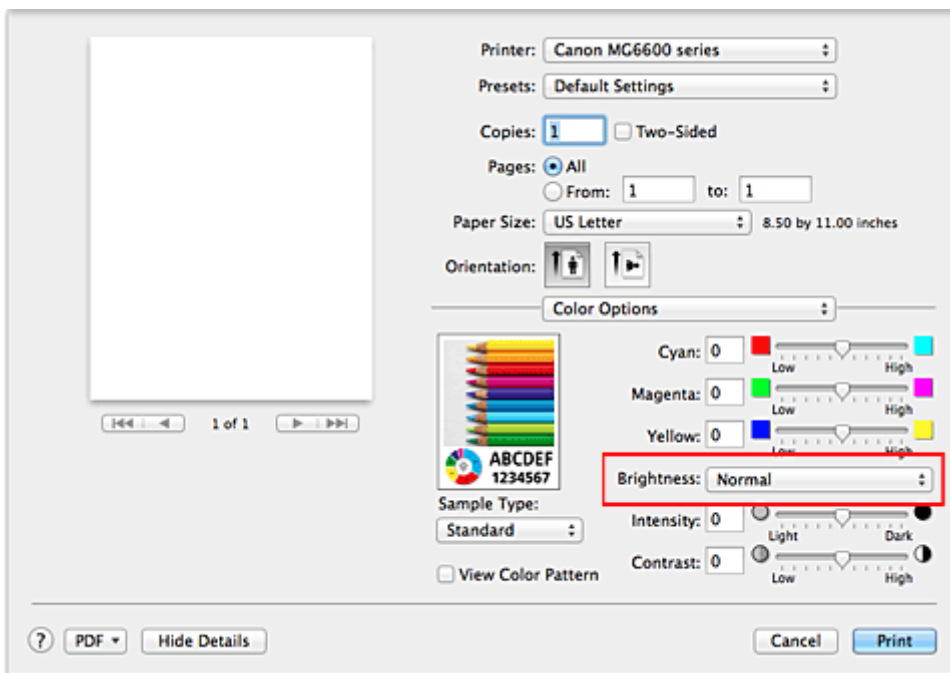 Printer: Canon MG6600 series
Presets: Default Settings
Copies: 1 Two-Sided
Pages: All
From: 1 to: 1
Paper Size: US Letter 8.50 by 11.00 inches
Orientation:
Color Options
1 of 1
ABCDEF
1234567
Sample Type:
Standard
View Color Pattern
Cyan: 0
Low High
Magenta: 0
Low High
Yellow: 0
Low High
Brightness: Normal
Intensity: 0
Light Dark
Contrast: 0
Low High
? PDF Hide Details Cancel Print